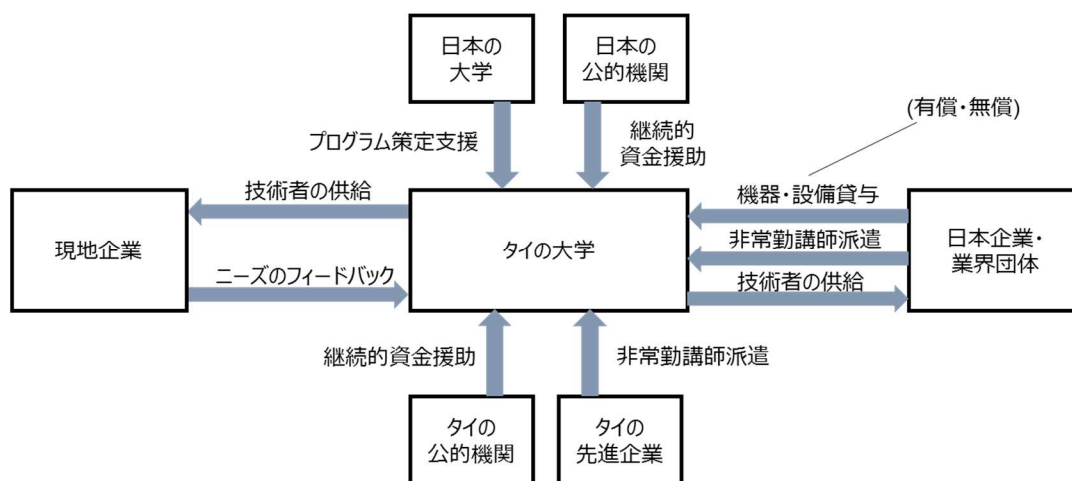 日本の
大学
日本の
公的機関
(有償・無償)
プログラム策定支援
継続的
資金援助
技術者の供給
機器・設備貸与
現地企業
タイの大学
非常勤講師派遣
日本企業・
業界団体
ニーズのフィードバック
技術者の供給
継続的資金援助
非常勤講師派遣
タイの
公的機関
タイの
先進企業